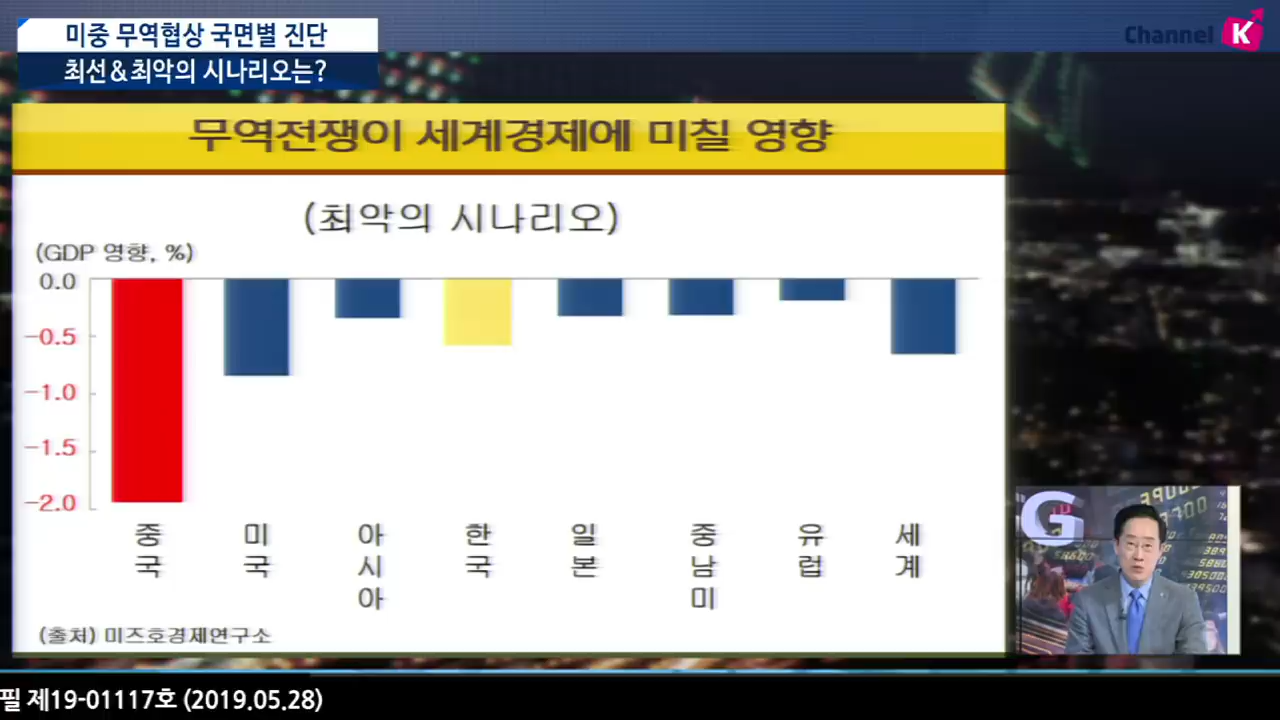 미중 무역협상 국면별 진단
최선&최악의 시나리오는?
Channel K
무역전쟁이 세계경제에 미칠 영향
(최악의 시나리오)
(GDP 영향, %)
0.0
-0.5
-1.0
-1.5
-2.0
중국
미국
아시아
한국
일본
중남미
유럽
세계
(출처) 미즈호경제연구소
G
필 제19-01117호 (2019.05.28)